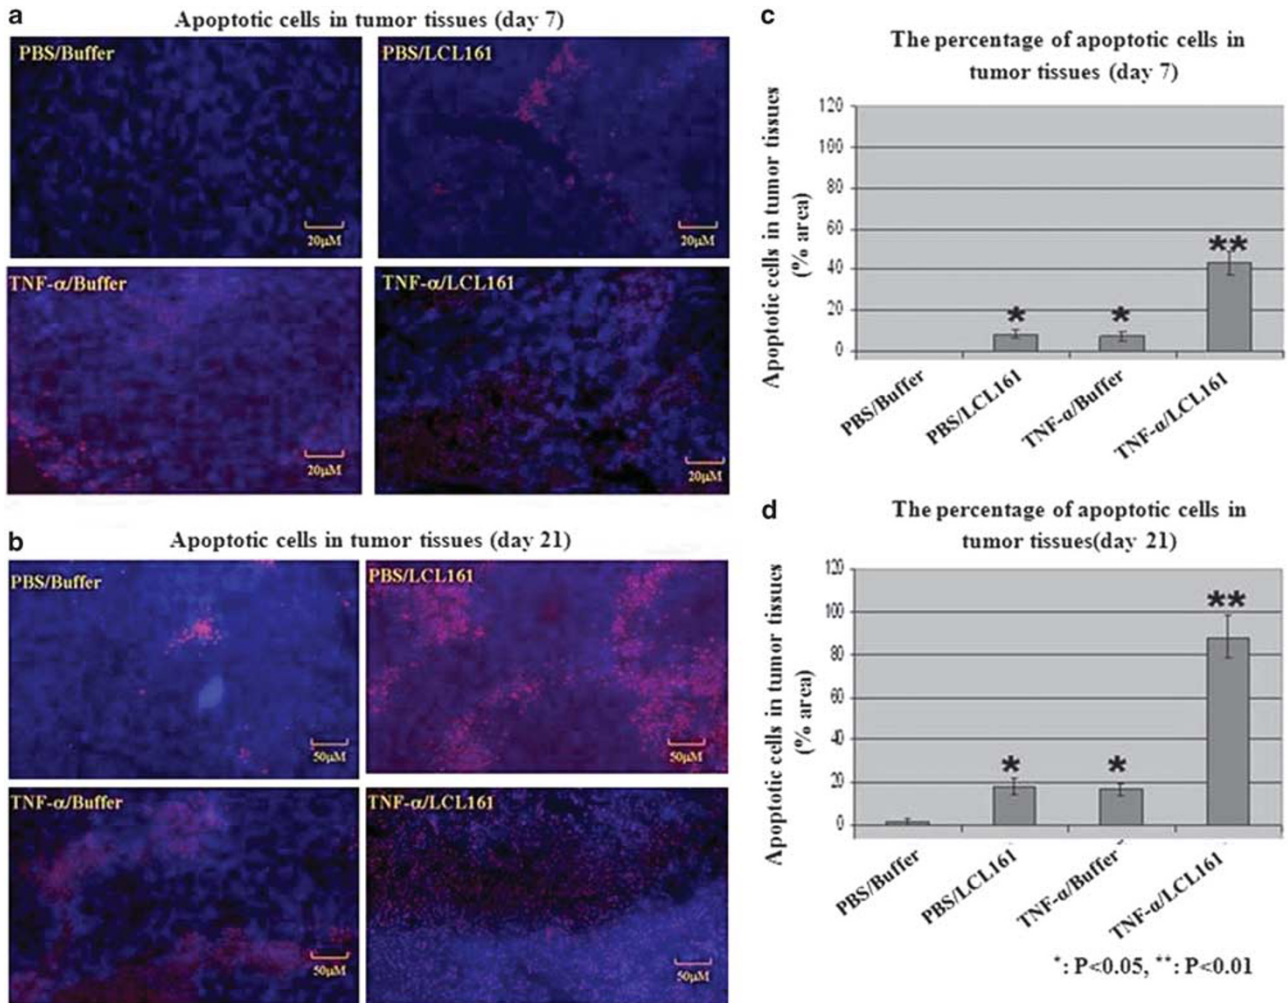 a
Apoptotic cells in tumor tissues (day 7)
PBS/Buffer
PBS/LCL161
20μM
20μM
TNF-α/Buffer
TNF-α/LCL161
20μM
20μM
b
Apoptotic cells in tumor tissues (day 21)
PBS/Buffer
PBS/LCL161
50μM
50μM
TNF-α/Buffer
TNF-α/LCL161
50μM
50μM
c
The percentage of apoptotic cells in
tumor tissues (day 7)
Apoptotic cells in tumor tissues
(% area)
120
100
80
60
40
20
0
*
*
**
PBS/Buffer
PBS/LCL161
TNF-α/Buffer
TNF-α/LCL161
d
The percentage of apoptotic cells in
tumor tissues(day 21)
Apoptotic cells in tumor tissues
(% area)
120
100
80
60
40
20
0
*
*
**
PBS/Buffer
PBS/LCL161
TNF-α/Buffer
TNF-α/LCL161
*: P<0.05, **: P<0.01